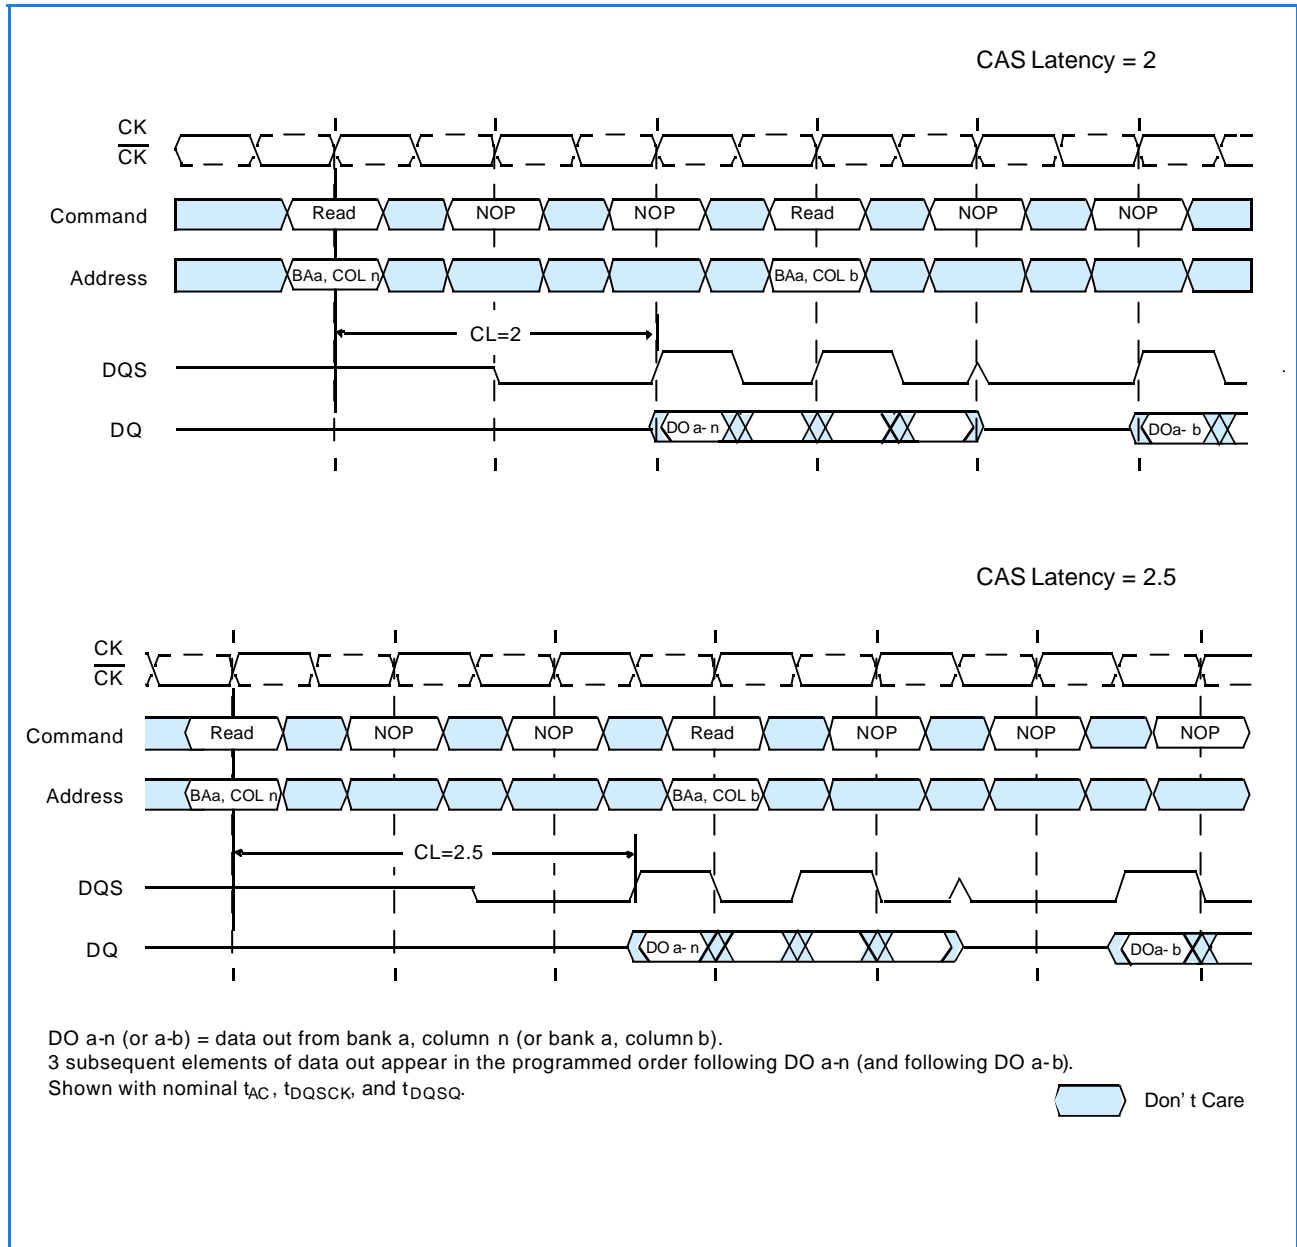 CAS Latency = 2
CK
CK
Command Read NOP NOP Read NOP NOP
Address BAa, COL n BAa, COL b
CL=2
DQS
DQ DO a- n DOa- b
CAS Latency = 2.5
CK
CK
Command Read NOP NOP Read NOP NOP NOP
Address BAa, COL n BAa, COL b
CL=2.5
DQS
DQ DO a- n DOa- b
DO a-n (or a-b) = data out from bank a, column n (or bank a, column b).
3 subsequent elements of data out appear in the programmed order following DO a-n (and following DO a-b).
Shown with nominal tAC, tDQSCK, and tDQSQ.
Don' t Care